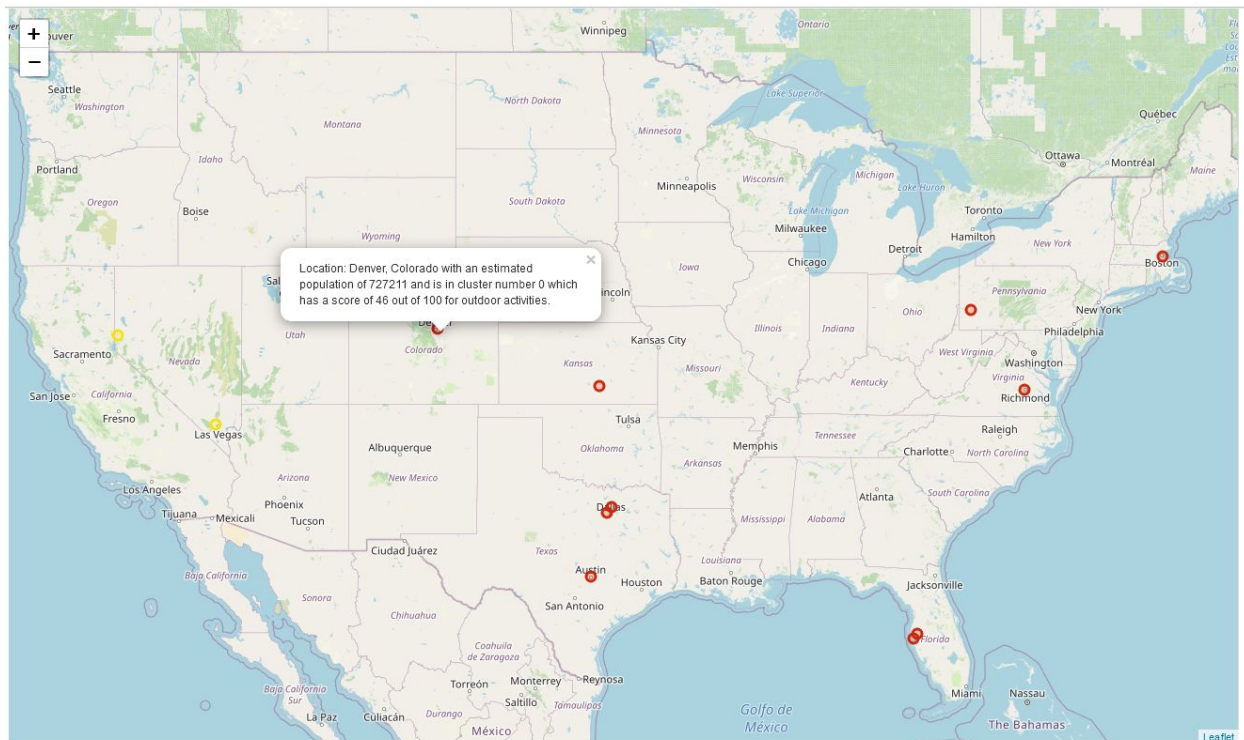 +
−
Winnipeg
Ontario
Seattle
Washington
North Dakota
Lake Superior
Québec
Montana
Minnesota
Ottawa
Montréal
Maine
Portland
Idaho
Minneapolis
Wisconsin
Michigan
Lake Huron
Oregon
Boise
South Dakota
Toronto
Wyoming
Lake Michigan
Milwaukee
Hamilton
New York
Detroit
Location: Denver, Colorado with an estimated
population of 727211 and is in cluster number 0 which
has a score of 46 out of 100 for outdoor activities.
×
Iowa
Chicago
Boston
Pennsylvania
Ohio
New York
Illinois
Indiana
Philadelphia
Utah
Colorado
Kansas City
Sacramento
Nevada
Kansas
Missouri
West Virginia
Washington
San Jose
California
Kentucky
Virginia
Richmond
Fresno
Las Vegas
Tulsa
Raleigh
Albuquerque
Oklahoma
Memphis
Tennessee
Charlotte
North Carolina
Arizona
New Mexico
Arkansas
Los Angeles
Phoenix
Atlanta
South Carolina
Tijuana
Mexicali
Tucson
Dallas
Mississippi
Alabama
Ciudad Juárez
Texas
Louisiana
Baja California
Sonora
Austin
Houston
Baton Rouge
Jacksonville
San Antonio
Chihuahua
Florida
Coahuila
de Zaragoza
Baja California
Sur
Torreón
Monterrey
Reynosa
Miami
Nassau
Saltillo
Tamaulipas
La Paz
Culiacán
Durango
Golfo de
México
The Bahamas
México
Leaflet